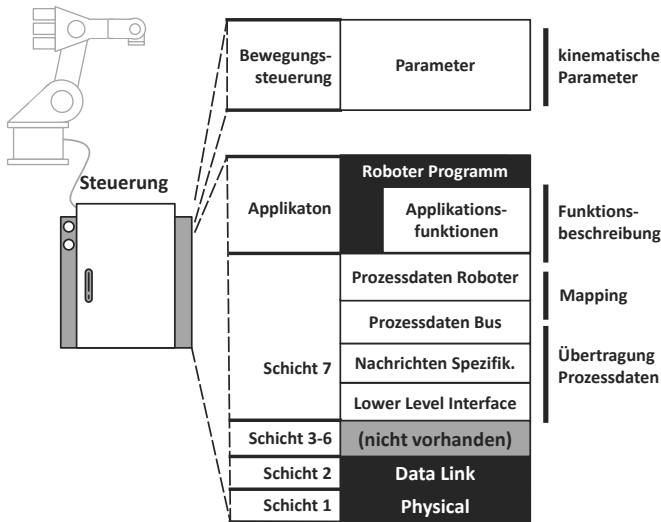 Bewegungs-
steuerung
Parameter
kinematische
Parameter
Steuerung
Applikaton
Roboter Programm
Applikations-
funktionen
Funktions-
beschreibung
Schicht 7
Prozessdaten Roboter
Mapping
Prozessdaten Bus
Nachrichten Spezifik.
Lower Level Interface
Übertragung
Prozessdaten
Schicht 3-6
(nicht vorhanden)
Schicht 2
Data Link
Schicht 1
Physical